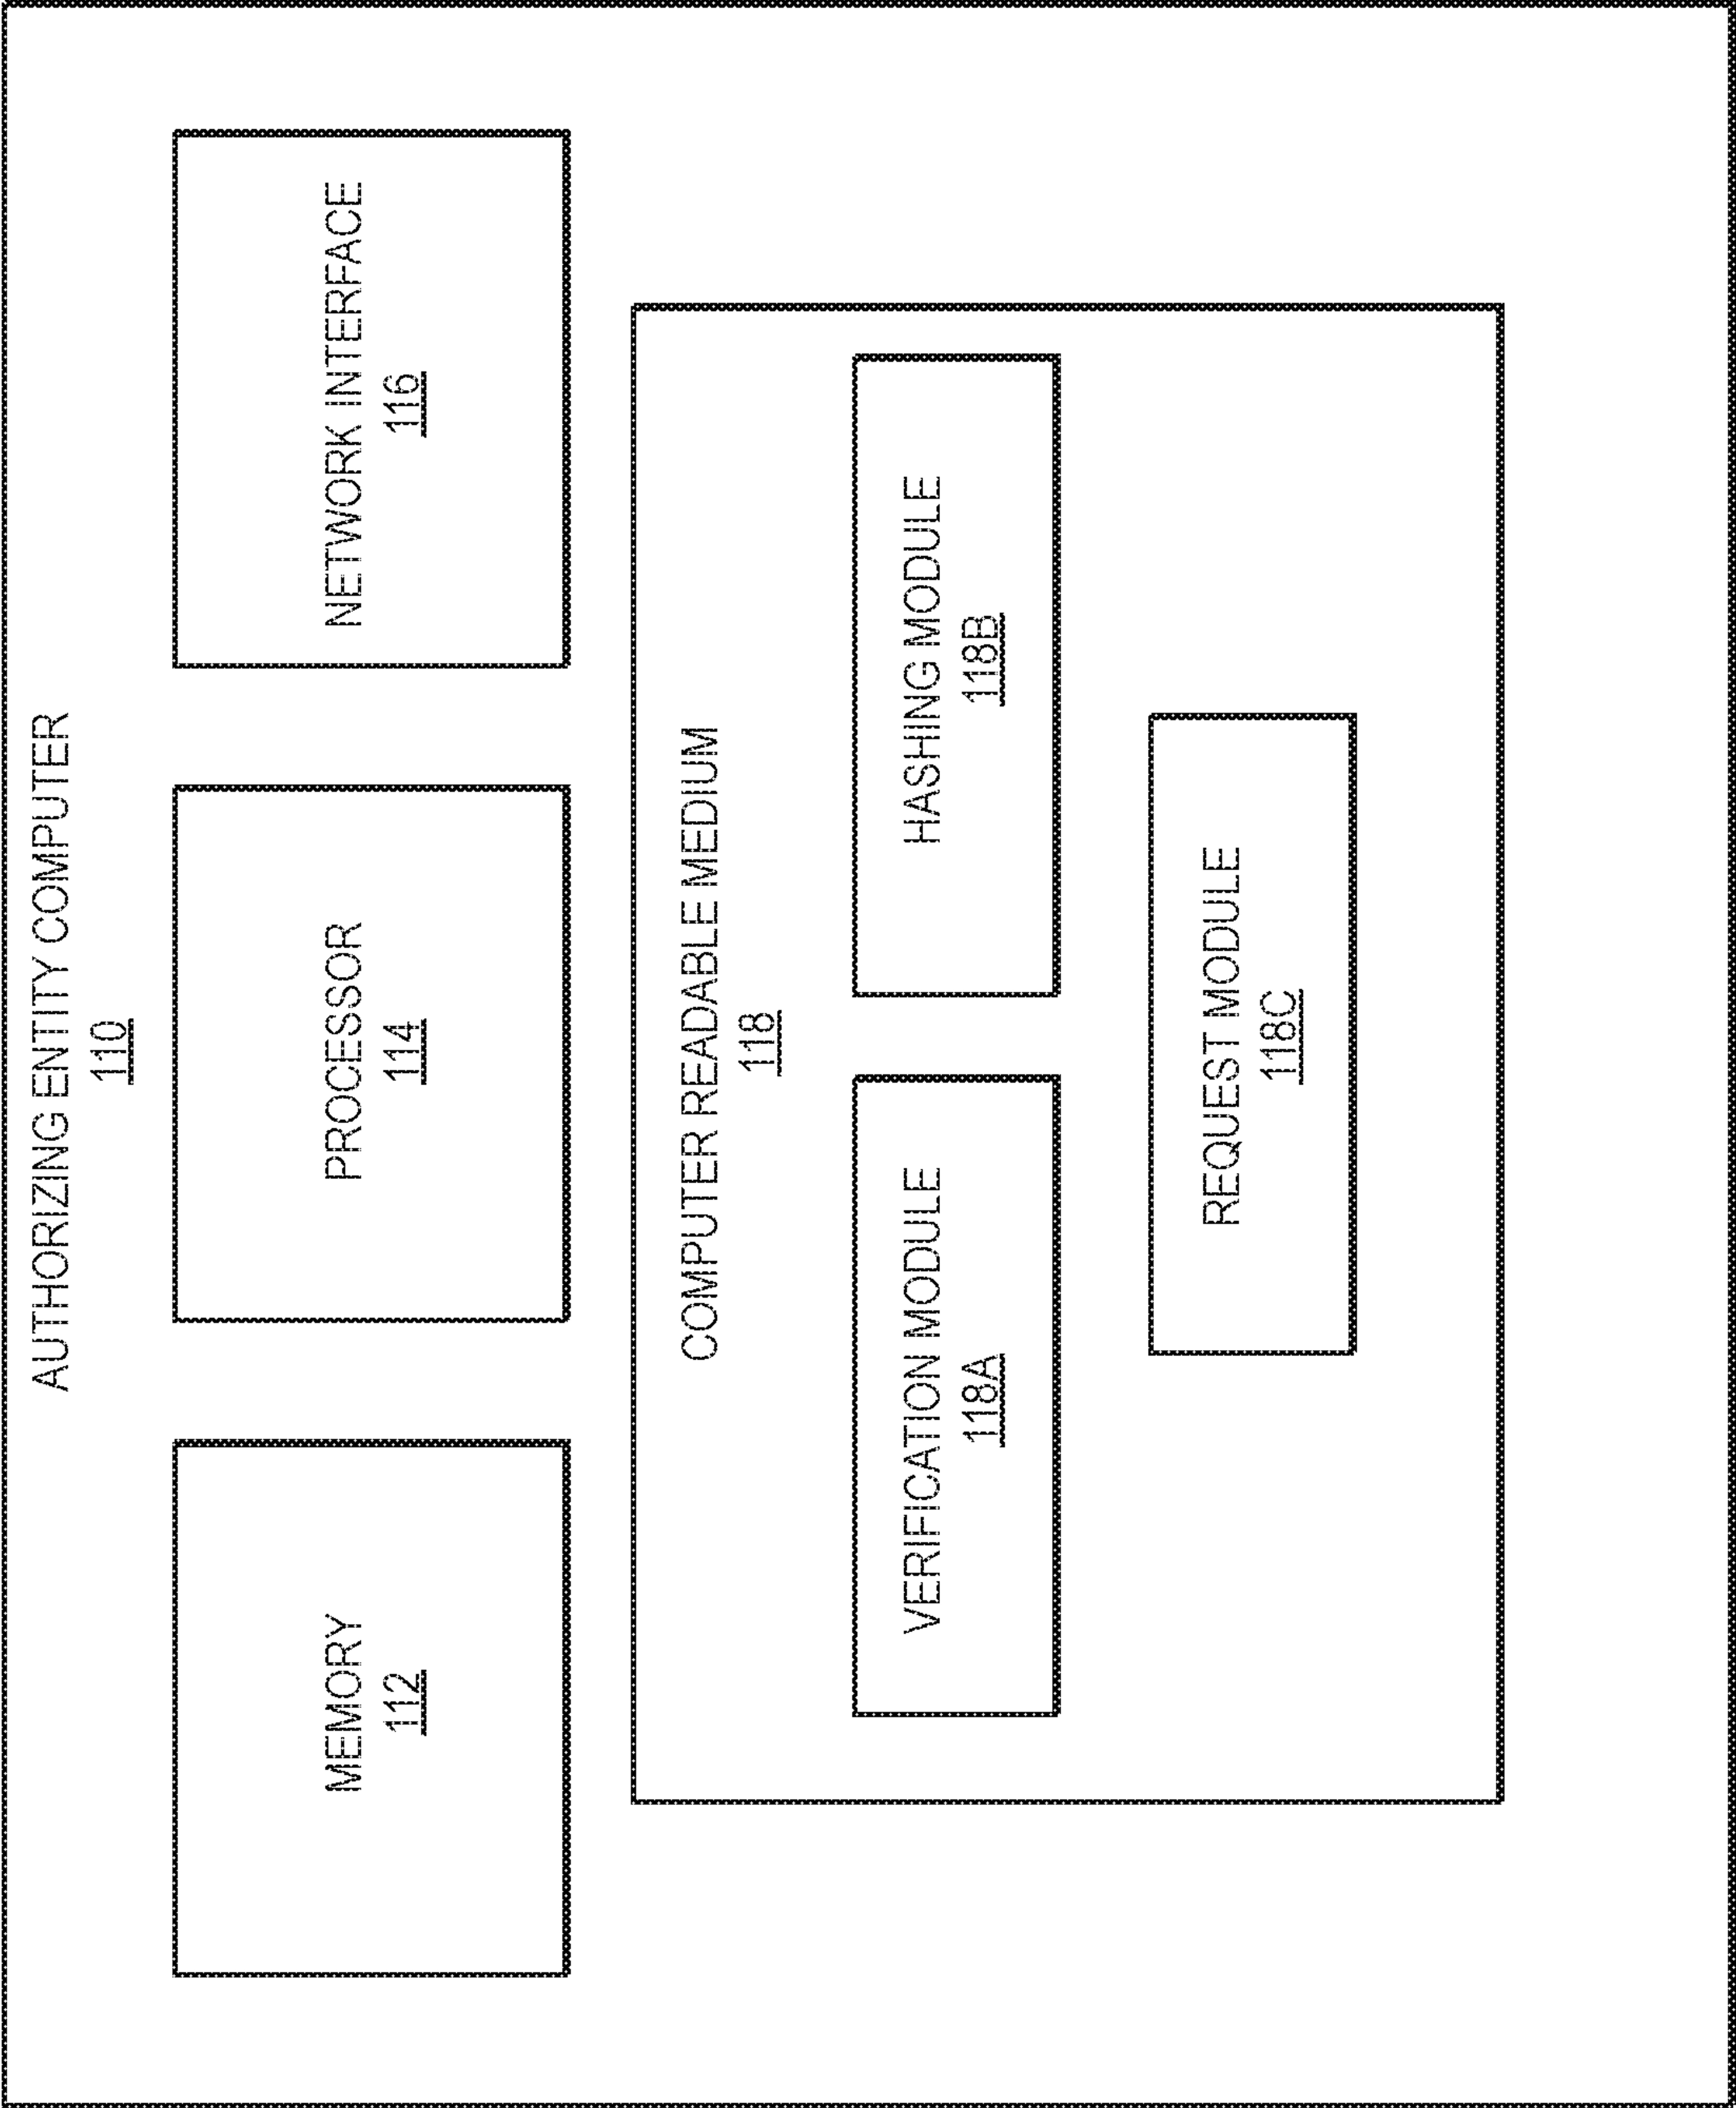 AUTHORIZING ENTITY COMPUTER
110
MEMORY
112
PROCESSOR
114
NETWORK INTERFACE
116
COMPUTER READABLE MEDIUM
118
VERIFICATION MODULE
118A
HASHING MODULE
118B
REQUEST MODULE
118C